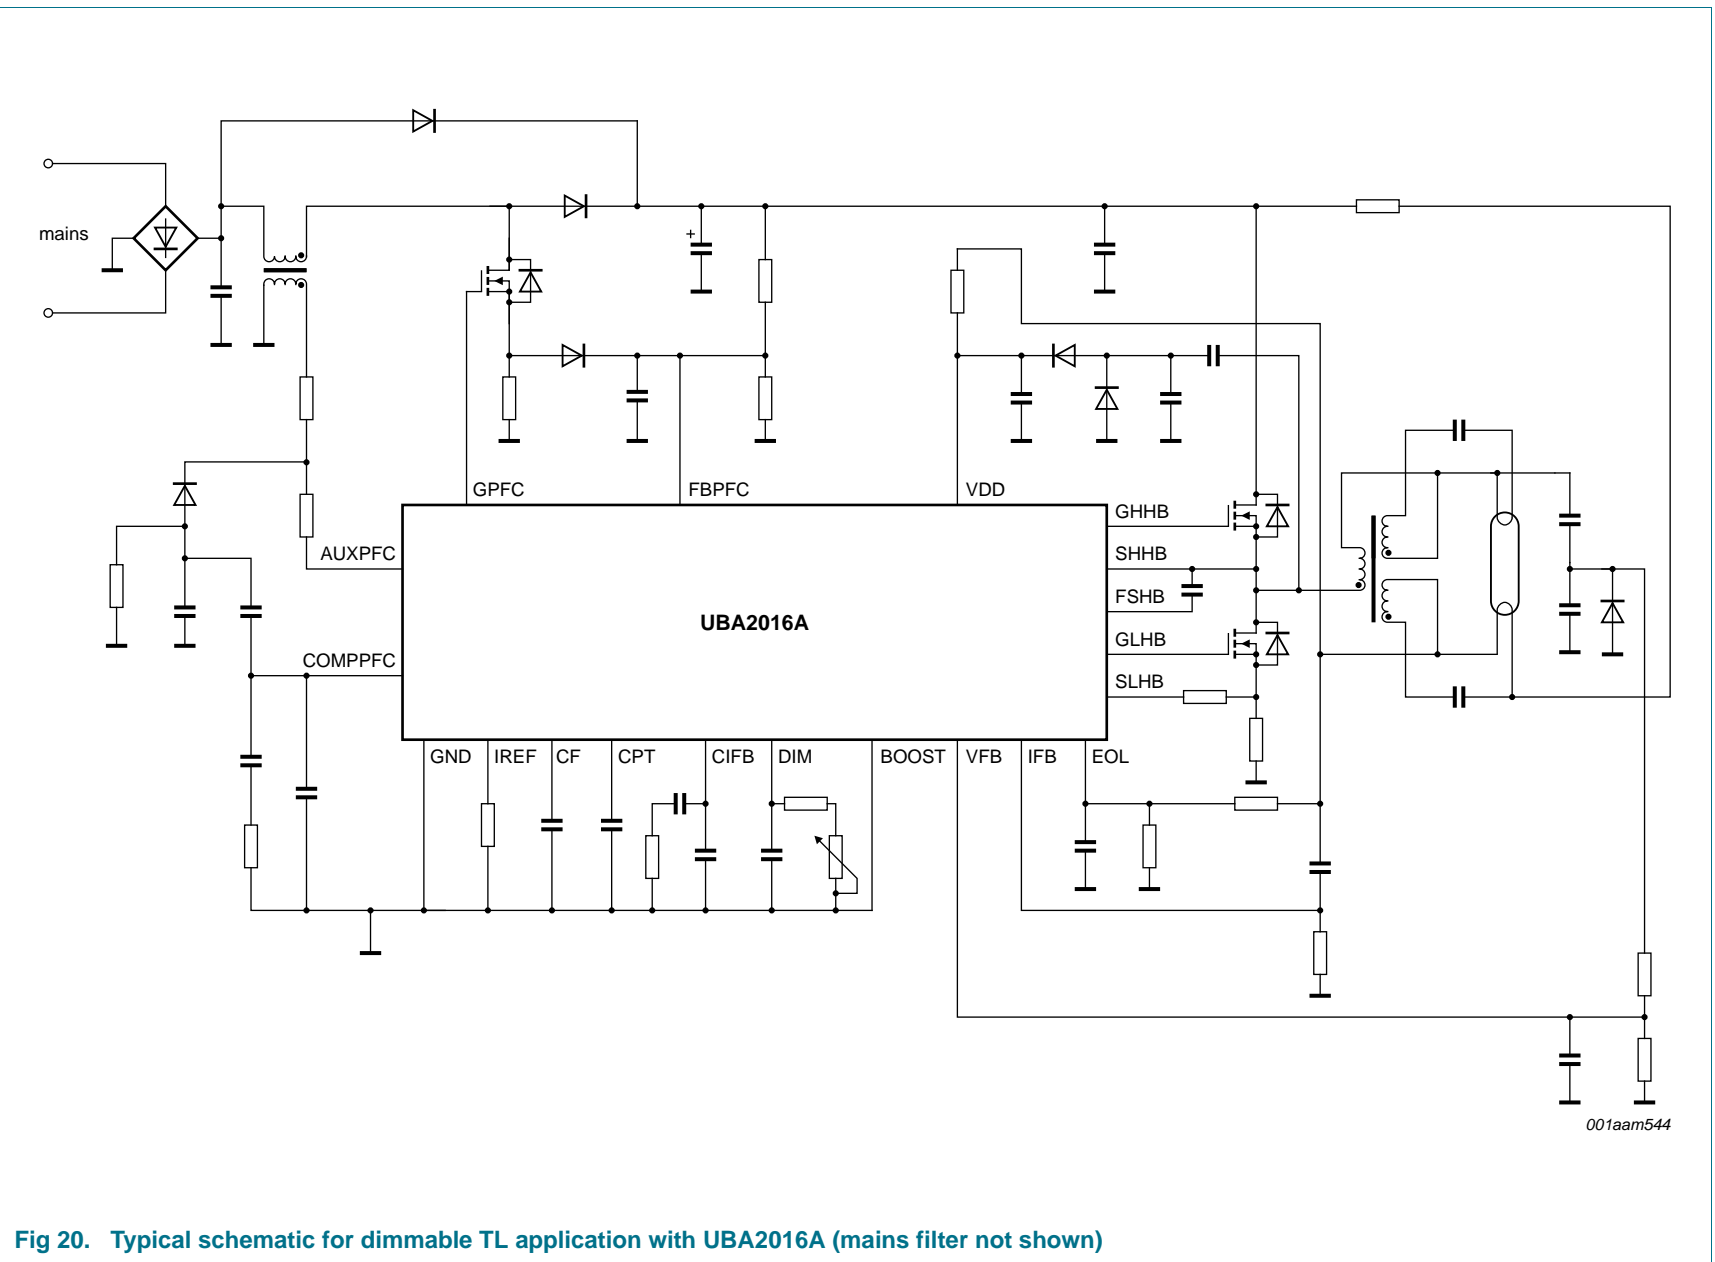 mains
+
GPFC
FBPFC
VDD
GHHB
SHHB
FSHB
GLHB
SLHB
AUXPFC
COMPPFC
UBA2016A
GND
IREF
CF
CPT
CIFB
DIM
BOOST
VFB
IFB
EOL
001aam544
Fig 20. Typical schematic for dimmable TL application with UBA2016A (mains filter not shown)